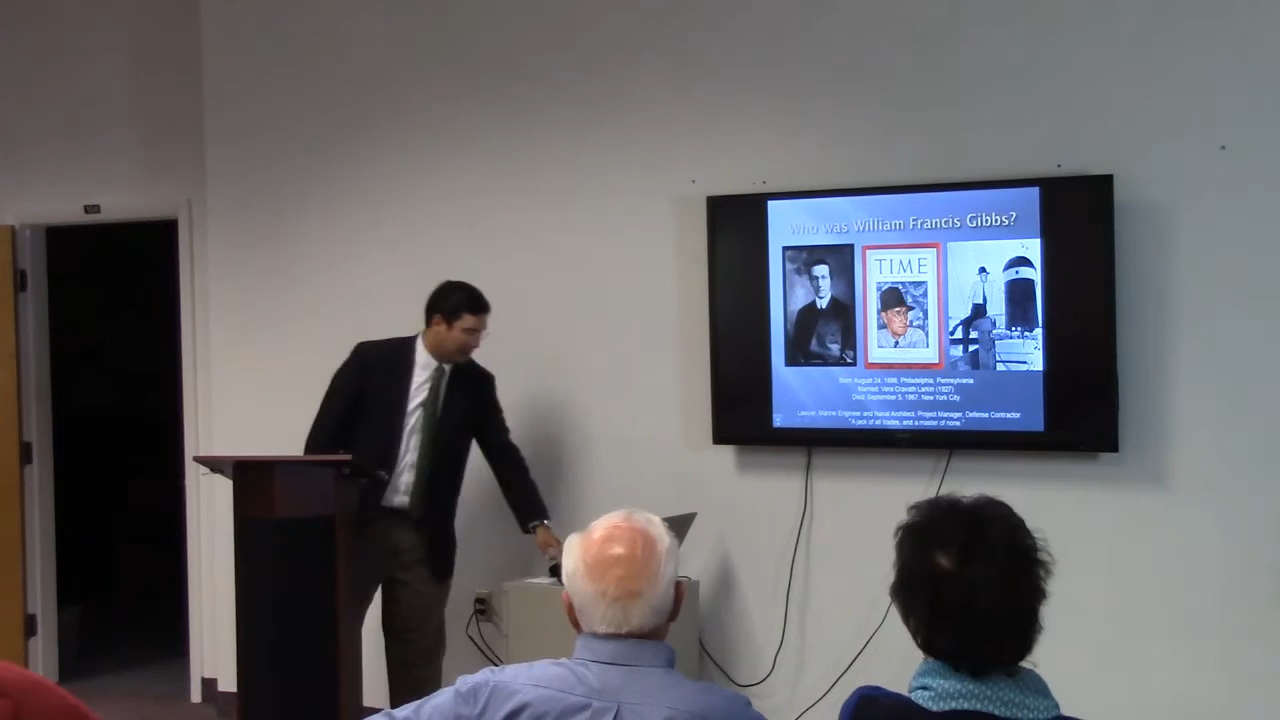 Who was William Francis Gibbs?
TIME
Born: August 24, 1886, Philadelphia, Pennsylvania
Married: Vera Cravath Larkin (1927)
Died: September 5, 1967, New York City
Lawyer, Marine Engineer and Naval Architect, Project Manager, Defense Contractor
"A jack of all trades, and a master of none."